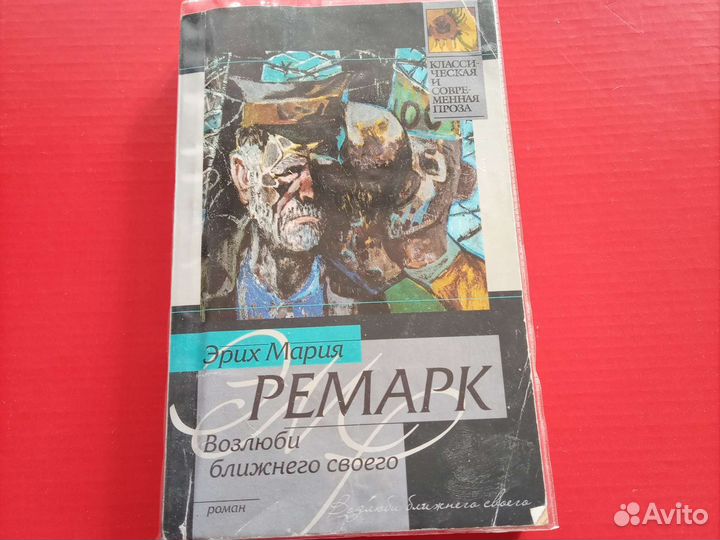 КЛАССИ-
ЧЕСКАЯ И
СОВРЕ-
МЕННАЯ
ПРОЗА
Эрих Мария
РЕМАРК
Возлюби
ближнего своего
роман
Возлюби ближнего своего
Avito